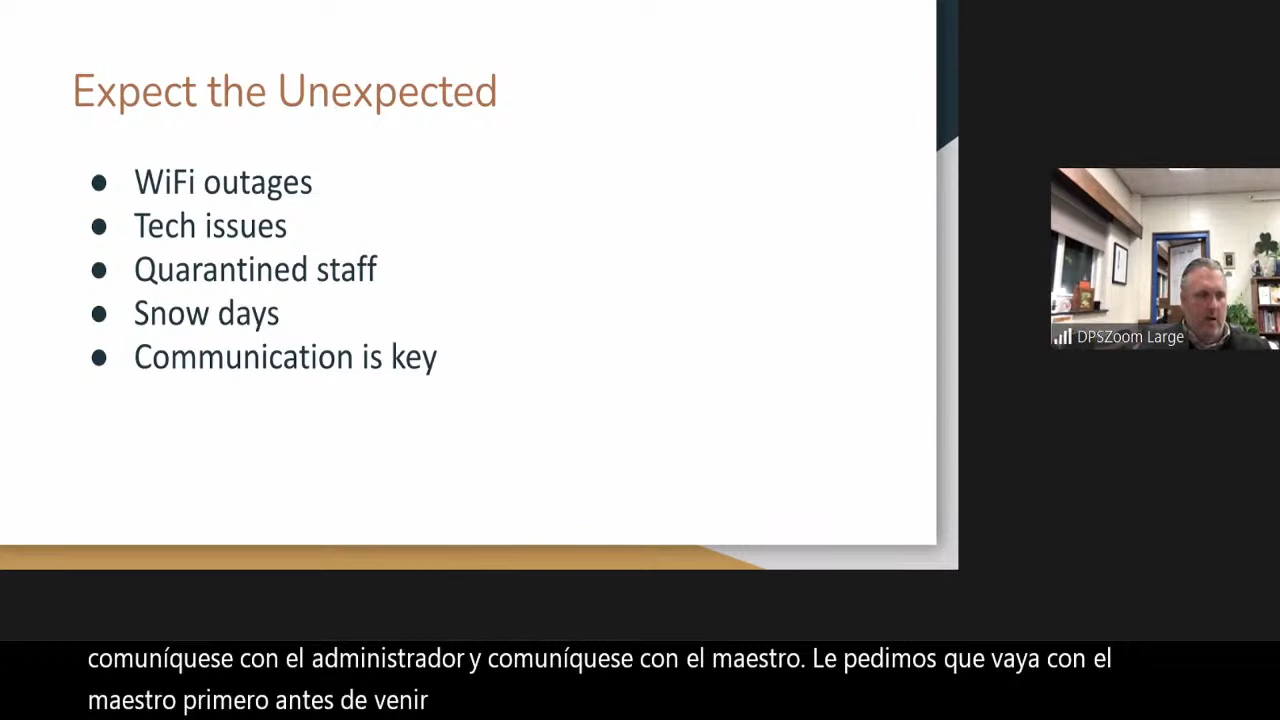 Expect the Unexpected
● WiFi outages
● Tech issues
● Quarantined staff
● Snow days
● Communication is key
DPSZoom Large
comuníquese con el administrador y comuníquese con el maestro. Le pedimos que vaya con el
maestro primero antes de venir